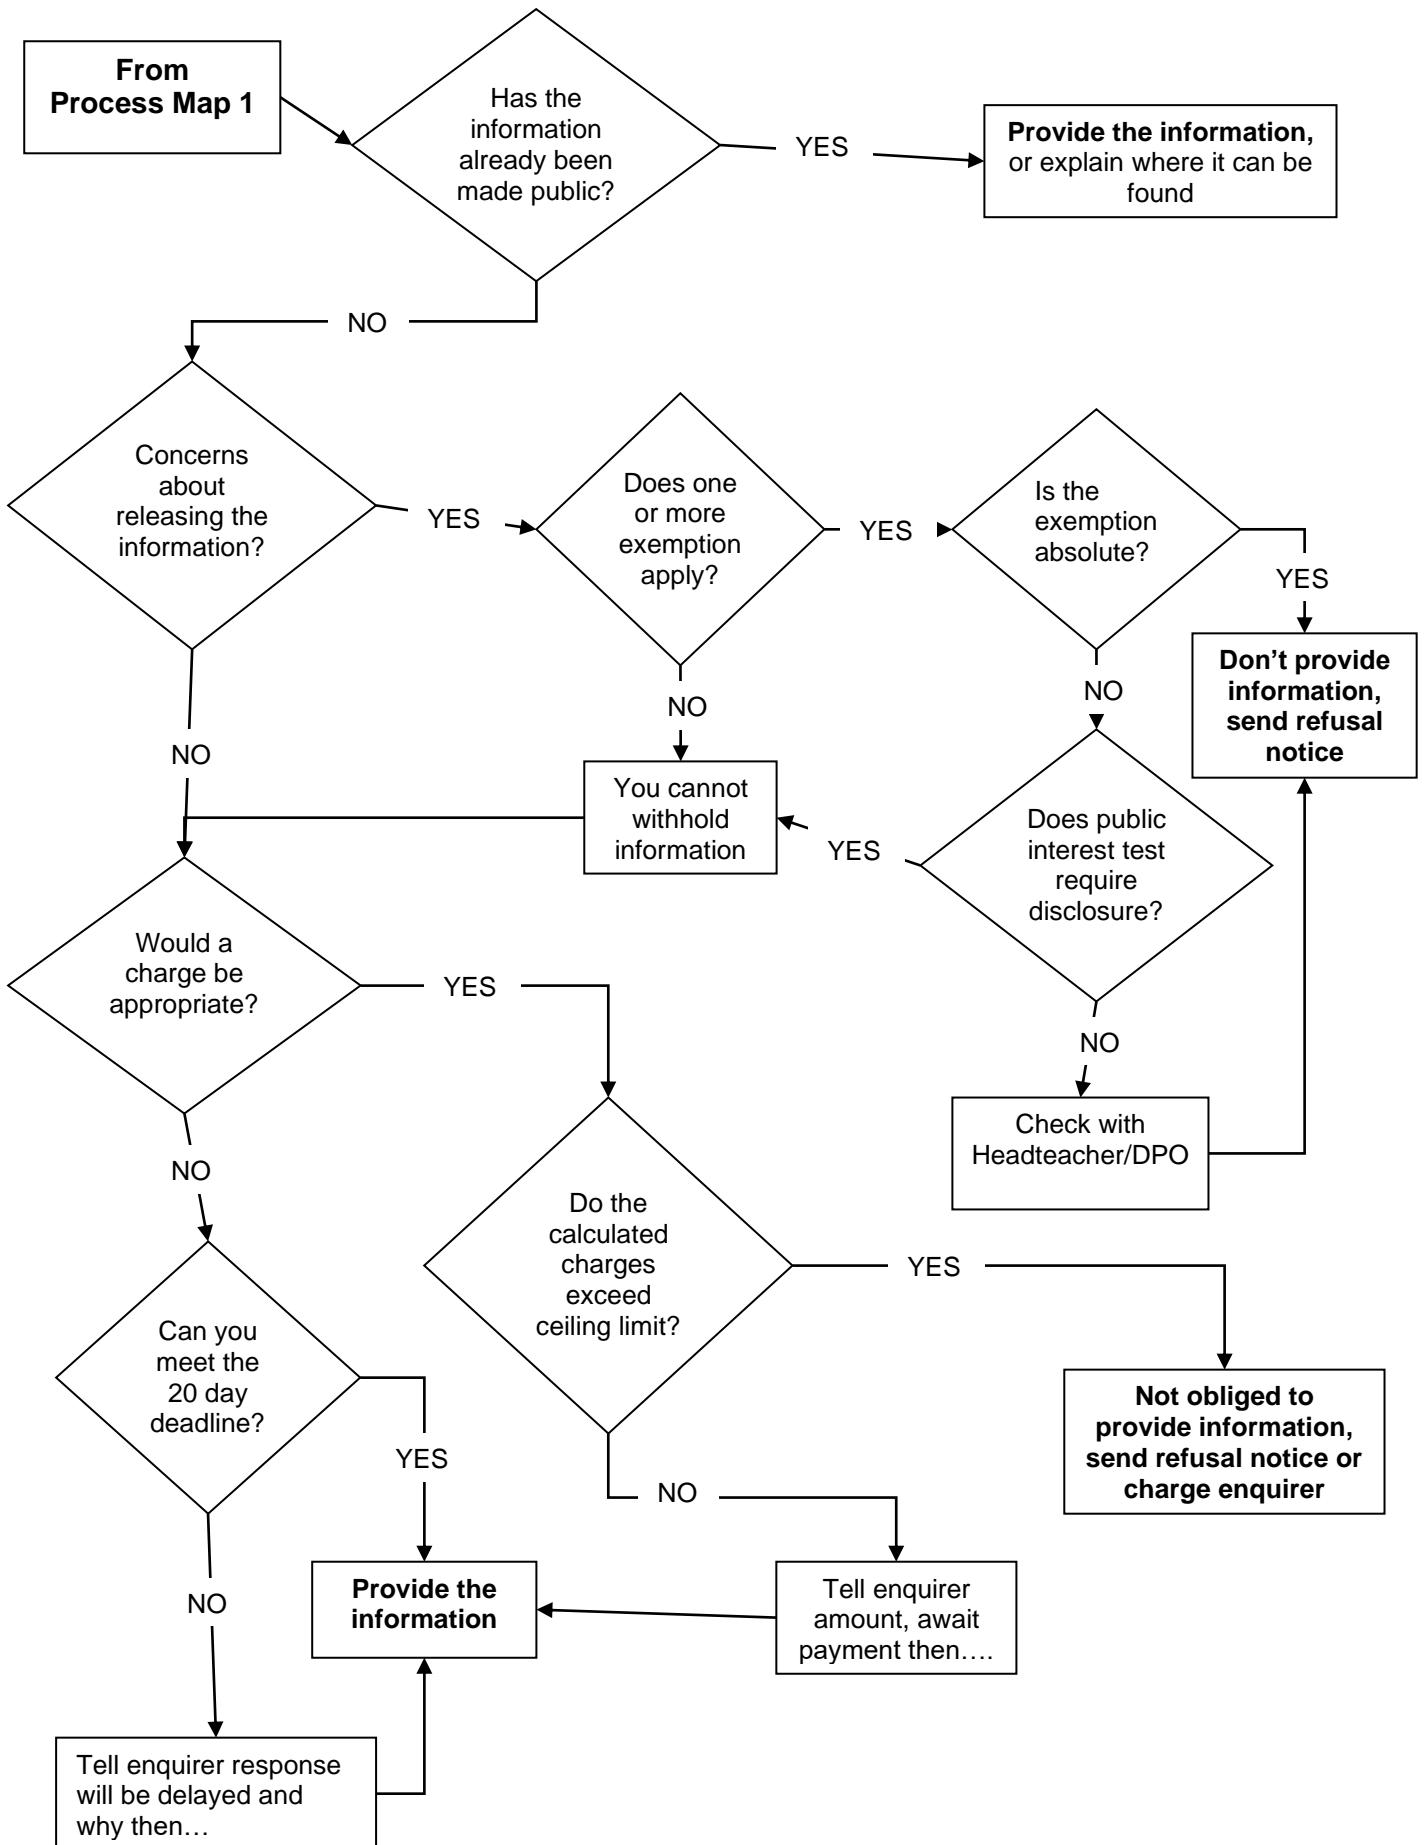 From
Process Map 1
Has the
information
already been
made public?
YES
Provide the information,
or explain where it can be
found
NO
Concerns
about
releasing the
information?
YES
Does one
or more
exemption
apply?
YES
Is the
exemption
absolute?
YES
Don’t provide
information,
send refusal
notice
NO
NO
NO
You cannot
withhold
information
YES
Does public
interest test
require
disclosure?
Would a
charge be
appropriate?
YES
NO
Check with
Headteacher/DPO
NO
Do the
calculated
charges
exceed
ceiling limit?
YES
Can you
meet the
20 day
deadline?
YES
Not obliged to
provide information,
send refusal notice or
charge enquirer
NO
NO
Provide the
information
Tell enquirer
amount, await
payment then….
Tell enquirer response
will be delayed and
why then…